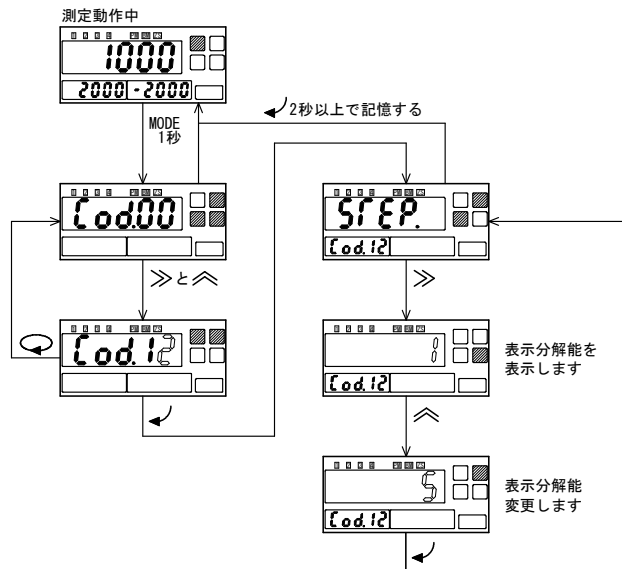 測定動作中
1000
2000 -2000
MODE
1秒
2秒以上で記憶する
Cod.00
STEP.
Cod.12
と
Cod.12
1
Cod.12
表示分解能を
表示します
5
Cod.12
表示分解能
変更します